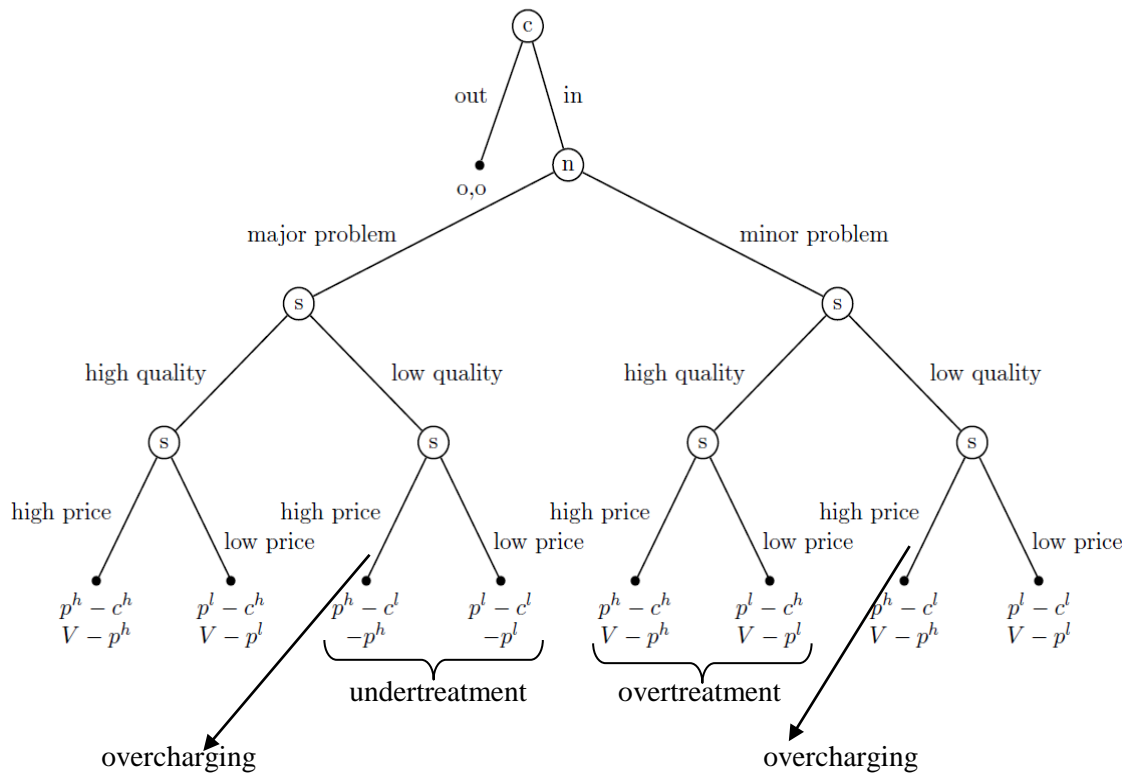 c
out in
n
o,o
major problem minor problem
s s
high quality low quality high quality low quality
s s s s
high price high price high price high price
low price low price low price low price
p^h − c^h p^l − c^h p^h − c^l p^l − c^l p^h − c^h p^l − c^h p^h − c^l p^l − c^l
V − p^h V − p^l −p^h −p^l V − p^h V − p^l V − p^h V − p^l
undertreatment overtreatment
overcharging overcharging